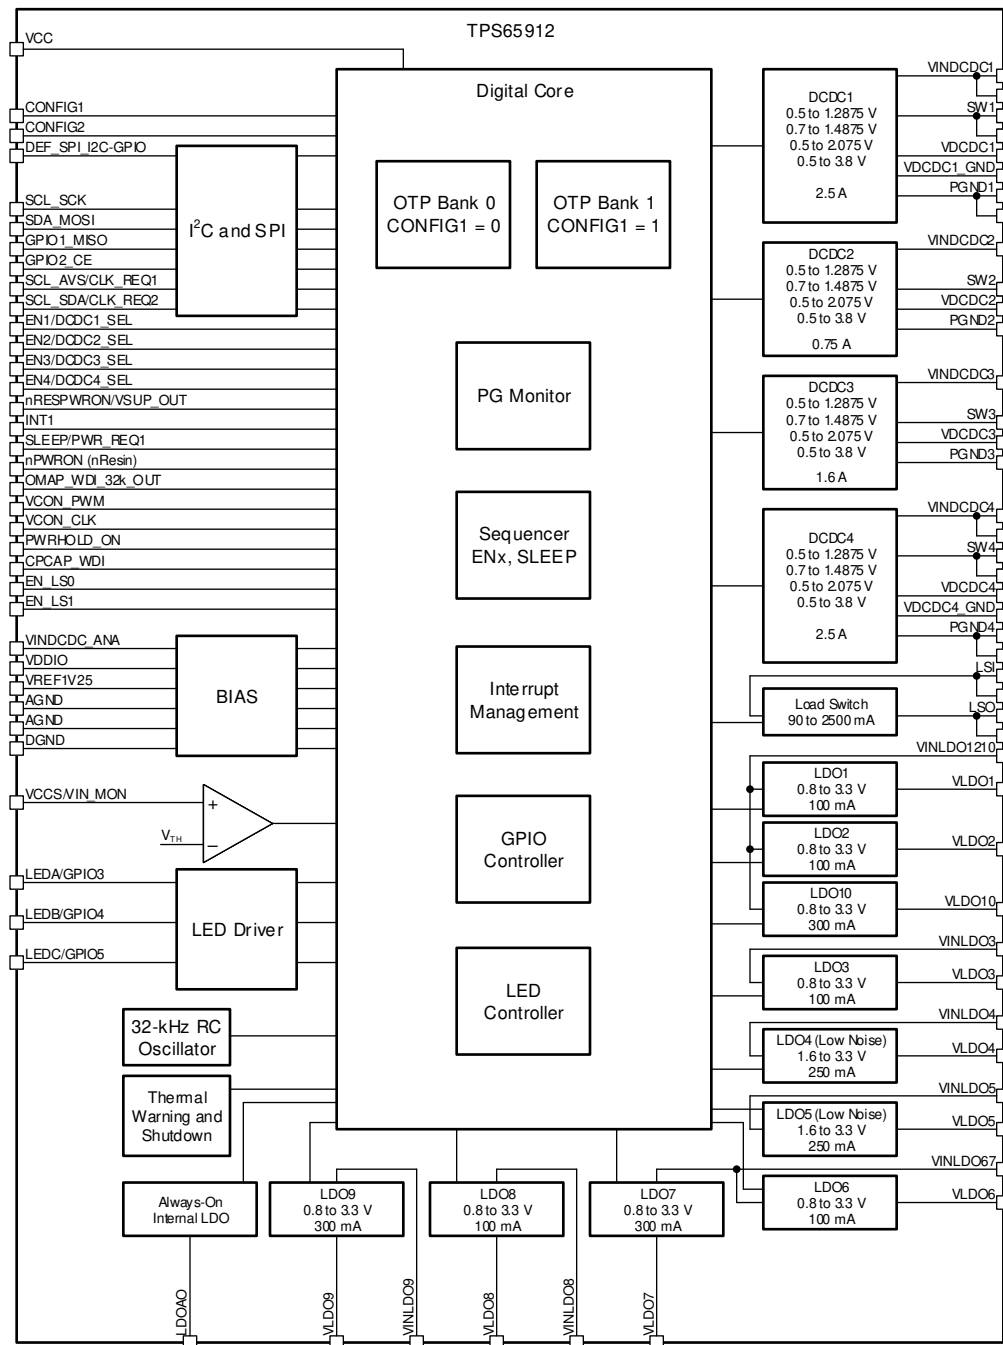 TPS65912
VCC
CONFIG1
CONFIG2
DEF_SPI_I2C-GPIO
SCL_SCK
SDA_MOSI
GPIO1_MISO
GPIO2_CE
SCL_AVS/CLK_REQ1
SCL_SDA/CLK_REQ2
EN1/DCDC1_SEL
EN2/DCDC2_SEL
EN3/DCDC3_SEL
EN4/DCDC4_SEL
nRESPWRON/VSUP_OUT
INT1
SLEEP/PWR_REQ1
nPWRON (nResin)
OMAP_WDI_32k_OUT
VCON_PWM
VCON_CLK
PWRHOLD_ON
CPCAP_WDI
EN_LS0
EN_LS1
VINDCDC_ANA
VDDIO
VREF1V25
AGND
AGND
DGND
VCCS/VIN_MON
VTH
+
−
LEDA/GPIO3
LEDB/GPIO4
LEDC/GPIO5
I²C and SPI
BIAS
LED Driver
32-kHz RC
Oscillator
Thermal
Warning and
Shutdown
Always-On
Internal LDO
Digital Core
OTP Bank 0
CONFIG1 = 0
OTP Bank 1
CONFIG1 = 1
PG Monitor
Sequencer
ENx, SLEEP
Interrupt
Management
GPIO
Controller
LED
Controller
DCDC1
0.5 to 1.2875 V
0.7 to 1.4875 V
0.5 to 2.075 V
0.5 to 3.8 V
2.5 A
VINDCDC1
SW1
VDCDC1
VDCDC1_GND
PGND1
DCDC2
0.5 to 1.2875 V
0.7 to 1.4875 V
0.5 to 2.075 V
0.5 to 3.8 V
0.75 A
VINDCDC2
SW2
VDCDC2
PGND2
DCDC3
0.5 to 1.2875 V
0.7 to 1.4875 V
0.5 to 2.075 V
0.5 to 3.8 V
1.6 A
VINDCDC3
SW3
VDCDC3
PGND3
DCDC4
0.5 to 1.2875 V
0.7 to 1.4875 V
0.5 to 2.075 V
0.5 to 3.8 V
2.5 A
VINDCDC4
SW4
VDCDC4
VDCDC4_GND
PGND4
LSI
Load Switch
90 to 2500 mA
LSO
VINLDO1210
LDO1
0.8 to 3.3 V
100 mA
VLDO1
LDO2
0.8 to 3.3 V
100 mA
VLDO2
LDO10
0.8 to 3.3 V
300 mA
VLDO10
VINLDO3
LDO3
0.8 to 3.3 V
100 mA
VLDO3
VINLDO4
LDO4 (Low Noise)
1.6 to 3.3 V
250 mA
VLDO4
VINLDO5
LDO5 (Low Noise)
1.6 to 3.3 V
250 mA
VLDO5
VINLDO67
LDO6
0.8 to 3.3 V
100 mA
VLDO6
LDO9
0.8 to 3.3 V
300 mA
LDO8
0.8 to 3.3 V
100 mA
LDO7
0.8 to 3.3 V
300 mA
LDOAO
VLDO9
VINLDO9
VLDO8
VINLDO8
VLDO7